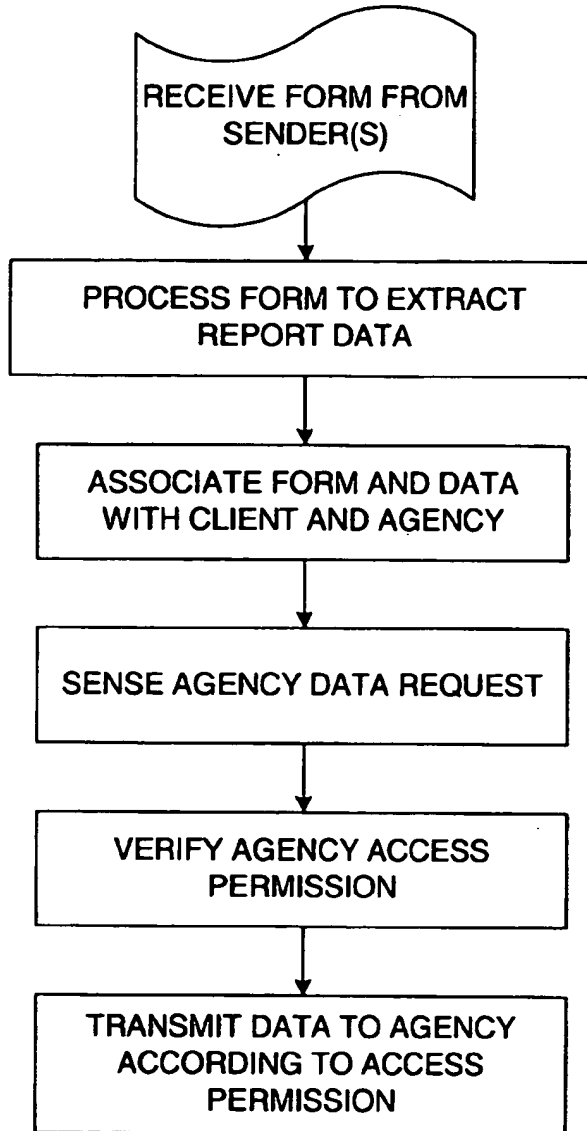 RECEIVE FORM FROM
SENDER(S)
PROCESS FORM TO EXTRACT
REPORT DATA
ASSOCIATE FORM AND DATA
WITH CLIENT AND AGENCY
SENSE AGENCY DATA REQUEST
VERIFY AGENCY ACCESS
PERMISSION
TRANSMIT DATA TO AGENCY
ACCORDING TO ACCESS
PERMISSION